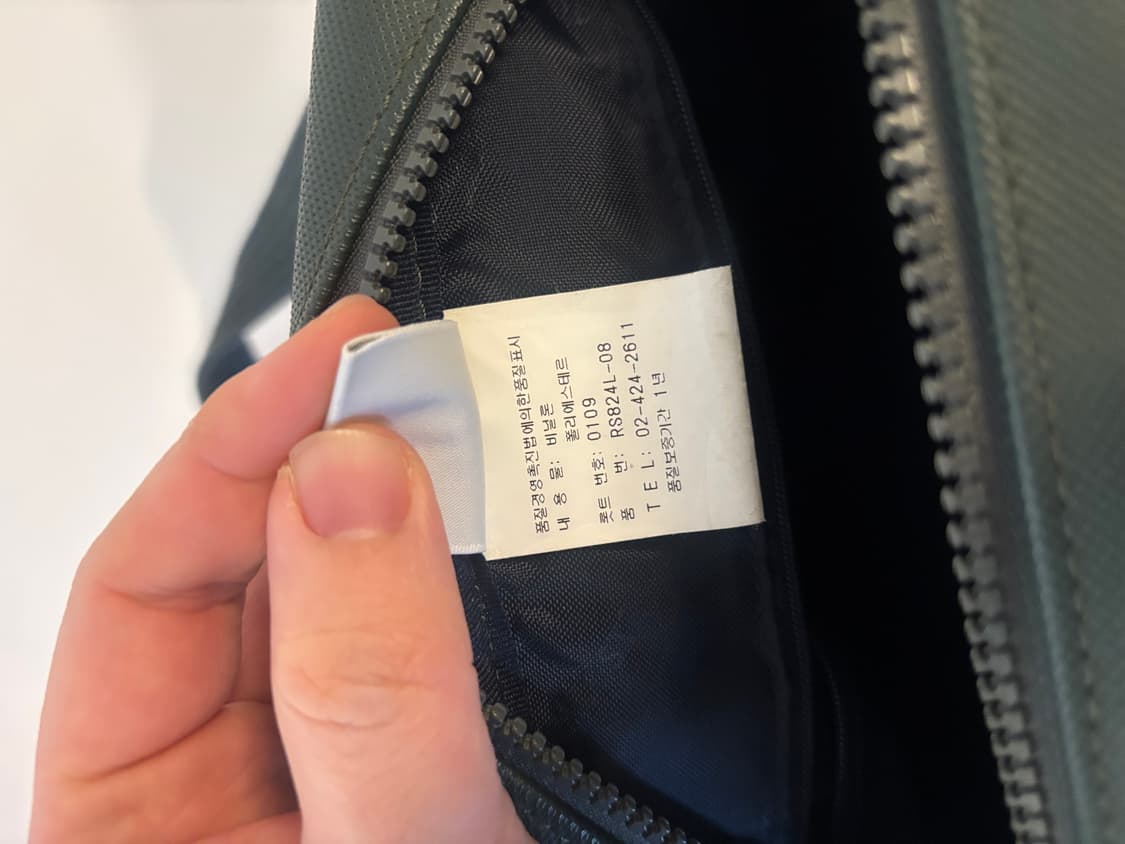 품질경영촉진법에의한품질표시
내 용 물: 비닐론
폴리에스테르
롯트 번호: 0109
품 번: RS824L-08
T E L: 02-424-2611
품질보증기간 1년